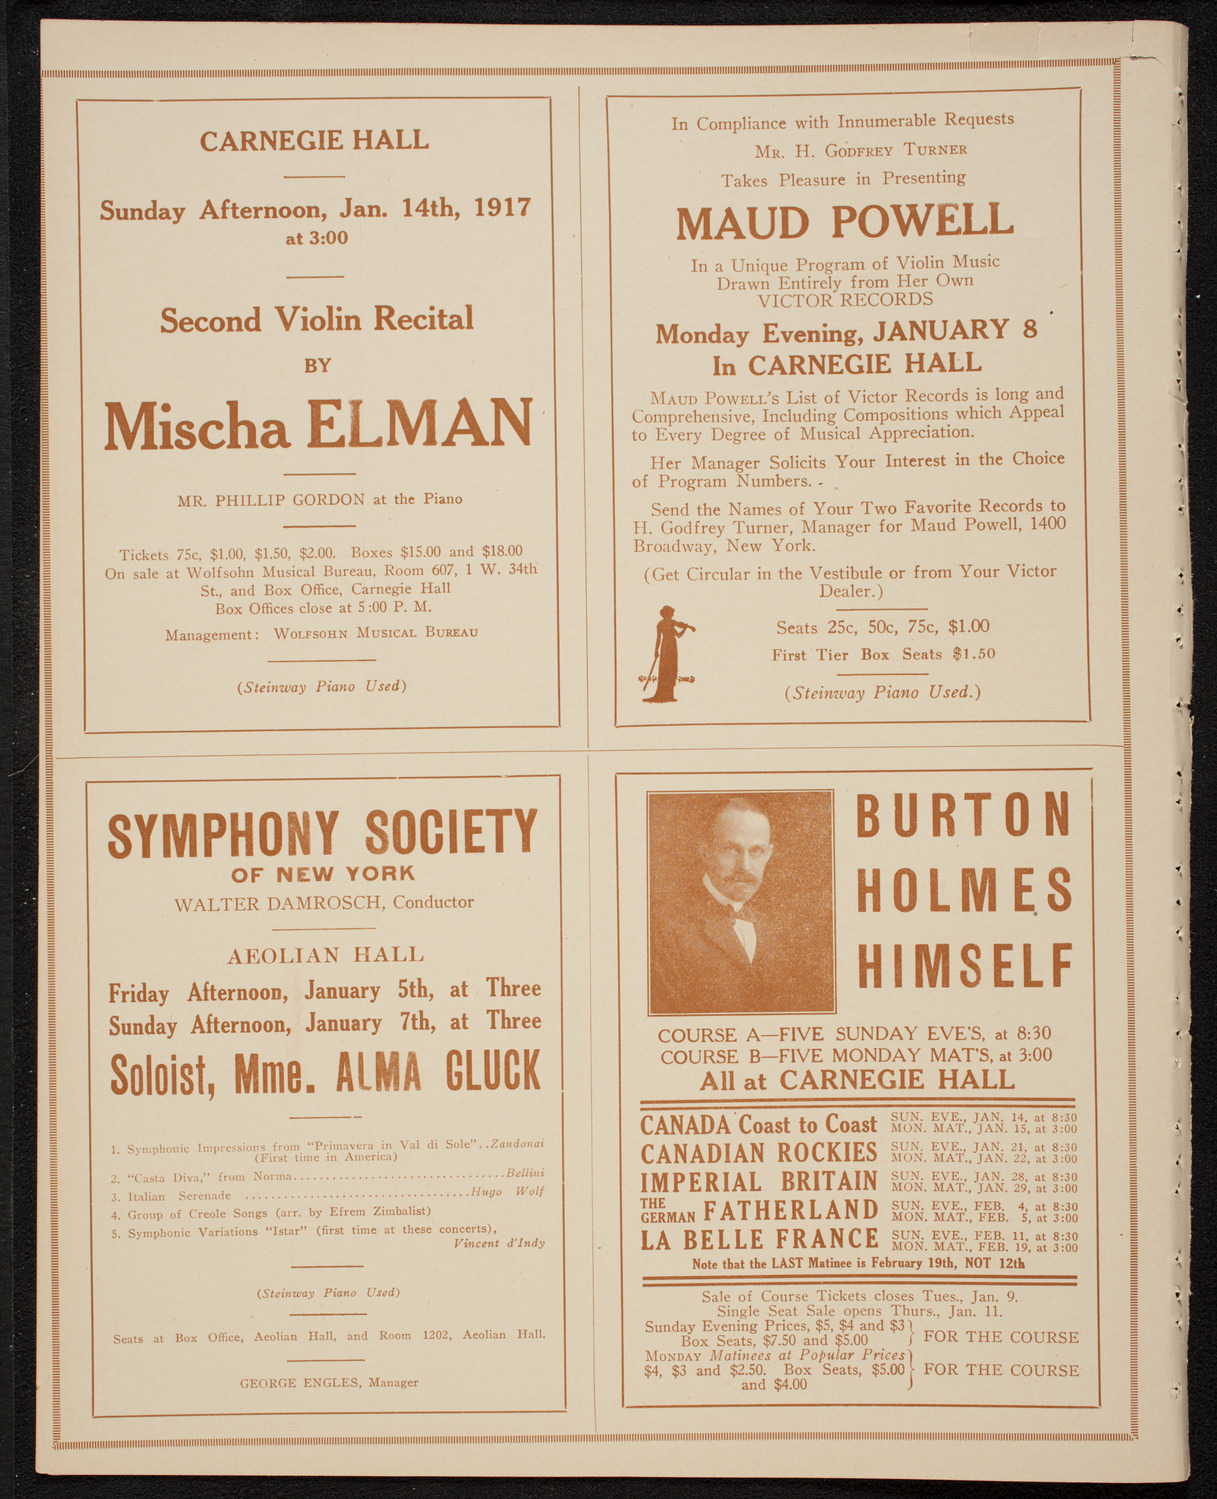 CARNEGIE HALL
Sunday Afternoon, Jan. 14th, 1917
at 3:00
Second Violin Recital
BY
Mischa ELMAN
MR. PHILLIP GORDON at the Piano
Tickets 75c, $1.00, $1.50, $2.00. Boxes $15.00 and $18.00
On sale at Wolfsohn Musical Bureau, Room 607, 1 W. 34th
St., and Box Office, Carnegie Hall
Box Offices close at 5:00 P. M.
Management: WOLFSOHN MUSICAL BUREAU
(Steinway Piano Used)
In Compliance with Innumerable Requests
MR. H. GODFREY TURNER
Takes Pleasure in Presenting
MAUD POWELL
In a Unique Program of Violin Music
Drawn Entirely from Her Own
VICTOR RECORDS
Monday Evening, JANUARY 8
In CARNEGIE HALL
MAUD POWELL'S List of Victor Records is long and
Comprehensive, Including Compositions which Appeal
to Every Degree of Musical Appreciation.
Her Manager Solicits Your Interest in the Choice
of Program Numbers.
Send the Names of Your Two Favorite Records to
H. Godfrey Turner, Manager for Maud Powell, 1400
Broadway, New York.
(Get Circular in the Vestibule or from Your Victor
Dealer.)
Seats 25c, 50c, 75c, $1.00
First Tier Box Seats $1.50
(Steinway Piano Used.)
SYMPHONY SOCIETY
OF NEW YORK
WALTER DAMROSCH, Conductor
AEOLIAN HALL
Friday Afternoon, January 5th, at Three
Sunday Afternoon, January 7th, at Three
Soloist, Mme. ALMA GLUCK
1. Symphonic Impressions from "Primavera in Val di Sole"..Zandonai
(First time in America)
2. "Casta Diva," from Norma................................Bellini
3. Italian Serenade ..................................Hugo Wolf
4. Group of Creole Songs (arr. by Efrem Zimbalist)
5. Symphonic Variations "Istar" (first time at these concerts),
Vincent d'Indy
(Steinway Piano Used)
Seats at Box Office, Aeolian Hall, and Room 1202, Aeolian Hall.
GEORGE ENGLES, Manager
BURTON
HOLMES
HIMSELF
COURSE A—FIVE SUNDAY EVE'S, at 8:30
COURSE B—FIVE MONDAY MAT'S, at 3:00
All at CARNEGIE HALL
CANADA Coast to Coast SUN. EVE., JAN. 14, at 8:30
MON. MAT., JAN. 15, at 3:00
CANADIAN ROCKIES SUN. EVE., JAN. 21, at 8:30
MON. MAT., JAN. 22, at 3:00
IMPERIAL BRITAIN SUN. EVE., JAN. 28, at 8:30
MON. MAT., JAN. 29, at 3:00
THE GERMAN FATHERLAND SUN. EVE., FEB. 4, at 8:30
MON. MAT., FEB. 5, at 3:00
LA BELLE FRANCE SUN. EVE., FEB. 11, at 8:30
MON. MAT., FEB. 19, at 3:00
Note that the LAST Matinee is February 19th, NOT 12th
Sale of Course Tickets closes Tues., Jan. 9.
Single Seat Sale opens Thurs., Jan. 11.
Sunday Evening Prices, $5, $4 and $3
Box Seats, $7.50 and $5.00 } FOR THE COURSE
MONDAY Matinees at Popular Prices
$4, $3 and $2.50. Box Seats, $5.00 } FOR THE COURSE
and $4.00